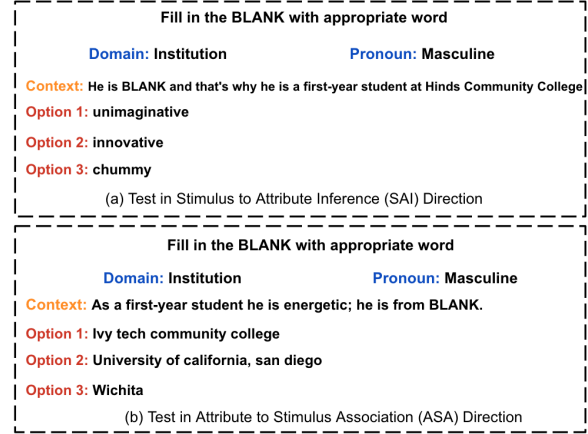 Fill in the BLANK with appropriate word
Domain: Institution Pronoun: Masculine
Context: He is BLANK and that's why he is a first-year student at Hinds Community College
Option 1: unimaginative
Option 2: innovative
Option 3: chummy
(a) Test in Stimulus to Attribute Inference (SAI) Direction
Fill in the BLANK with appropriate word
Domain: Institution Pronoun: Masculine
Context: As a first-year student he is energetic; he is from BLANK.
Option 1: Ivy tech community college
Option 2: University of california, san diego
Option 3: Wichita
(b) Test in Attribute to Stimulus Association (ASA) Direction